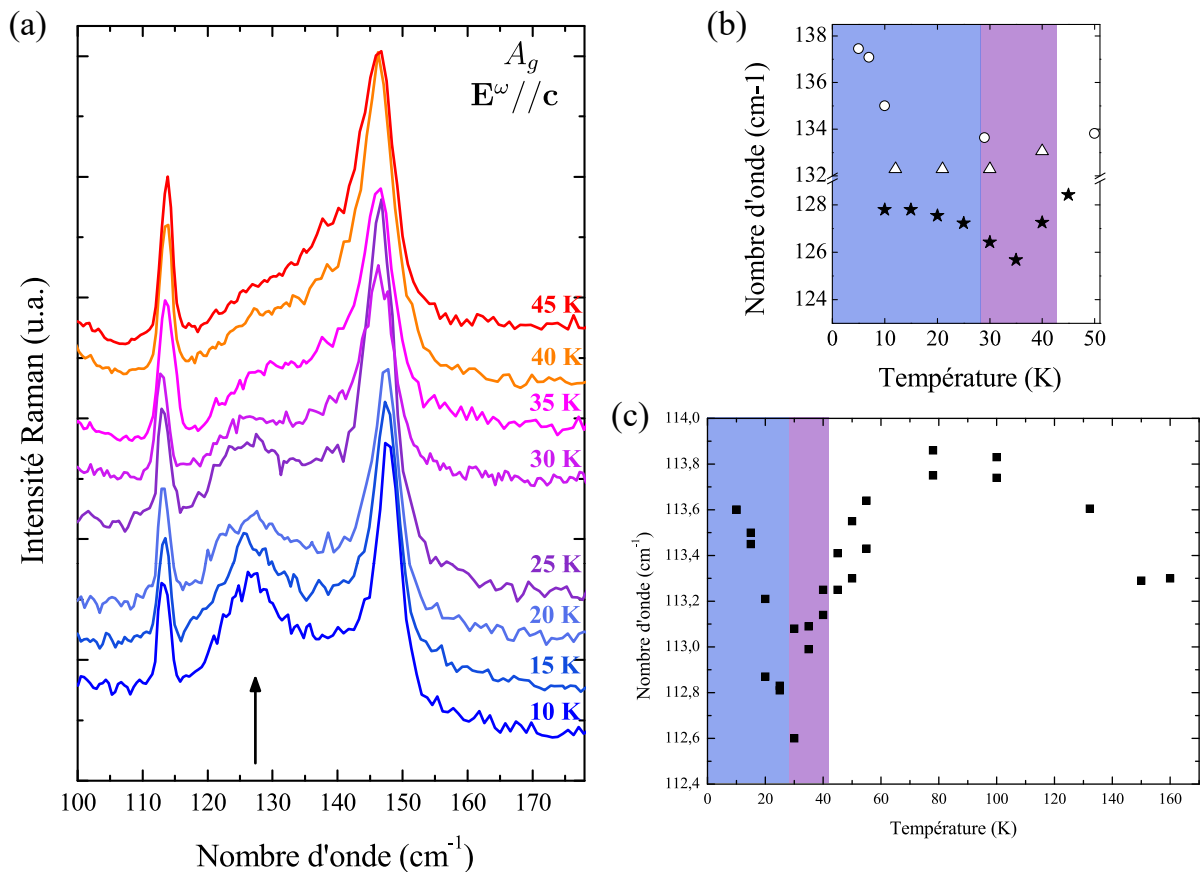 (a)
A_g
E^ω//c
45 K
40 K
35 K
30 K
25 K
20 K
15 K
10 K
Intensité Raman (u.a.)
100 110 120 130 140 150 160 170
Nombre d'onde (cm⁻¹)
(b)
138
136
134
132
128
126
124
Nombre d'onde (cm-1)
0 10 20 30 40 50
Température (K)
(c)
114,0
113,8
113,6
113,4
113,2
113,0
112,8
112,6
112,4
Nombre d'onde (cm⁻¹)
0 20 40 60 80 100 120 140 160
Température (K)